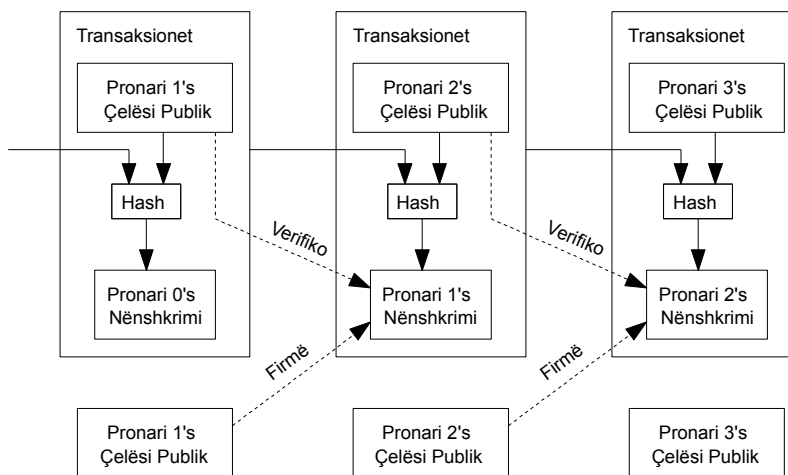 Transaksionet
Pronari 1's
Çelësi Publik
Hash
Pronari 0's
Nënshkrimi
Transaksionet
Pronari 2's
Çelësi Publik
Hash
Pronari 1's
Nënshkrimi
Transaksionet
Pronari 3's
Çelësi Publik
Hash
Pronari 2's
Nënshkrimi
Verifiko
Verifiko
Firmë
Firmë
Pronari 1's
Çelësi Publik
Pronari 2's
Çelësi Publik
Pronari 3's
Çelësi Publik